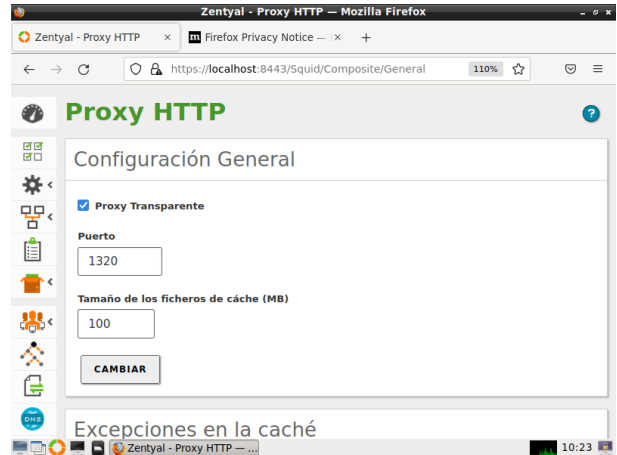 Zentyal - Proxy HTTP — Mozilla Firefox
Zentyal - Proxy HTTP
Firefox Privacy Notice —
https://localhost:8443/Squid/Composite/General
110%
Proxy HTTP
?
Configuración General
Proxy Transparente
Puerto
1320
Tamaño de los ficheros de cáche (MB)
100
CAMBIAR
DNS
Excepciones en la caché
Zentyal - Proxy HTTP — ...
10:23